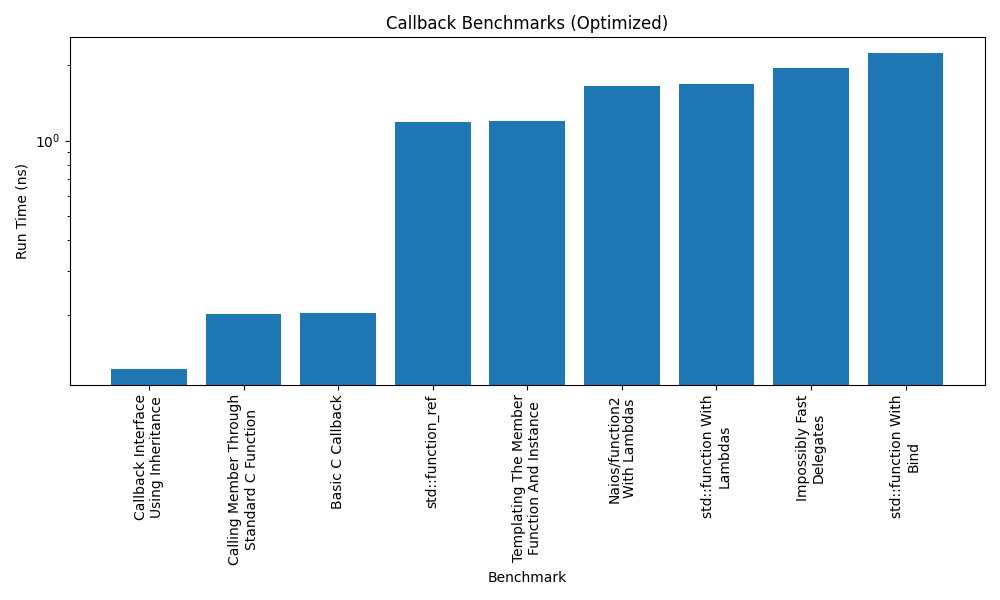 Callback Benchmarks (Optimized)
Run Time (ns)
10⁰
Callback Interface
Using Inheritance
Calling Member Through
Standard C Function
Basic C Callback
std::function_ref
Templating The Member
Function And Instance
Naios/function2
With Lambdas
std::function With
Lambdas
Impossibly Fast
Delegates
std::function With
Bind
Benchmark